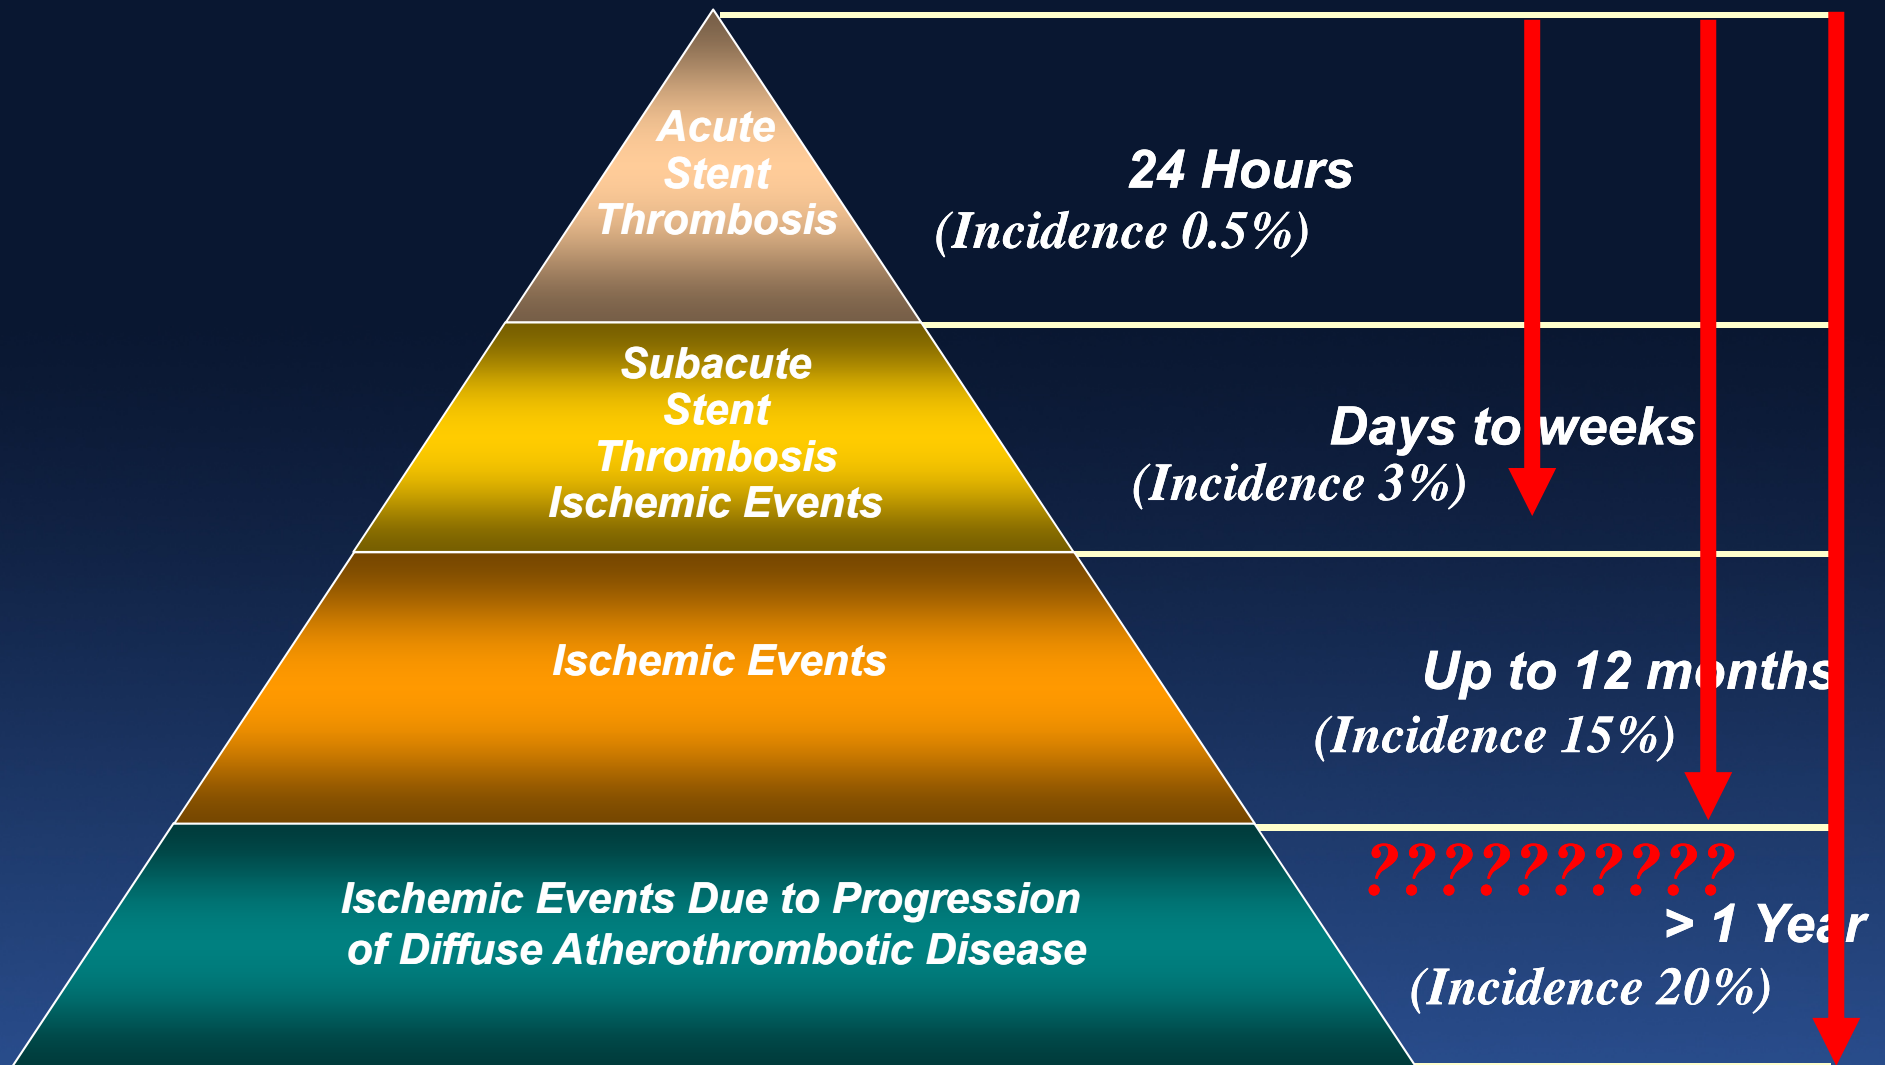 Acute
Stent
Thrombosis
24 Hours
(Incidence 0.5%)
Subacute
Stent
Thrombosis
Ischemic Events
Days to weeks
(Incidence 3%)
Ischemic Events
Up to 12 months
(Incidence 15%)
??????????
> 1 Year
Ischemic Events Due to Progression
of Diffuse Atherothrombotic Disease
(Incidence 20%)